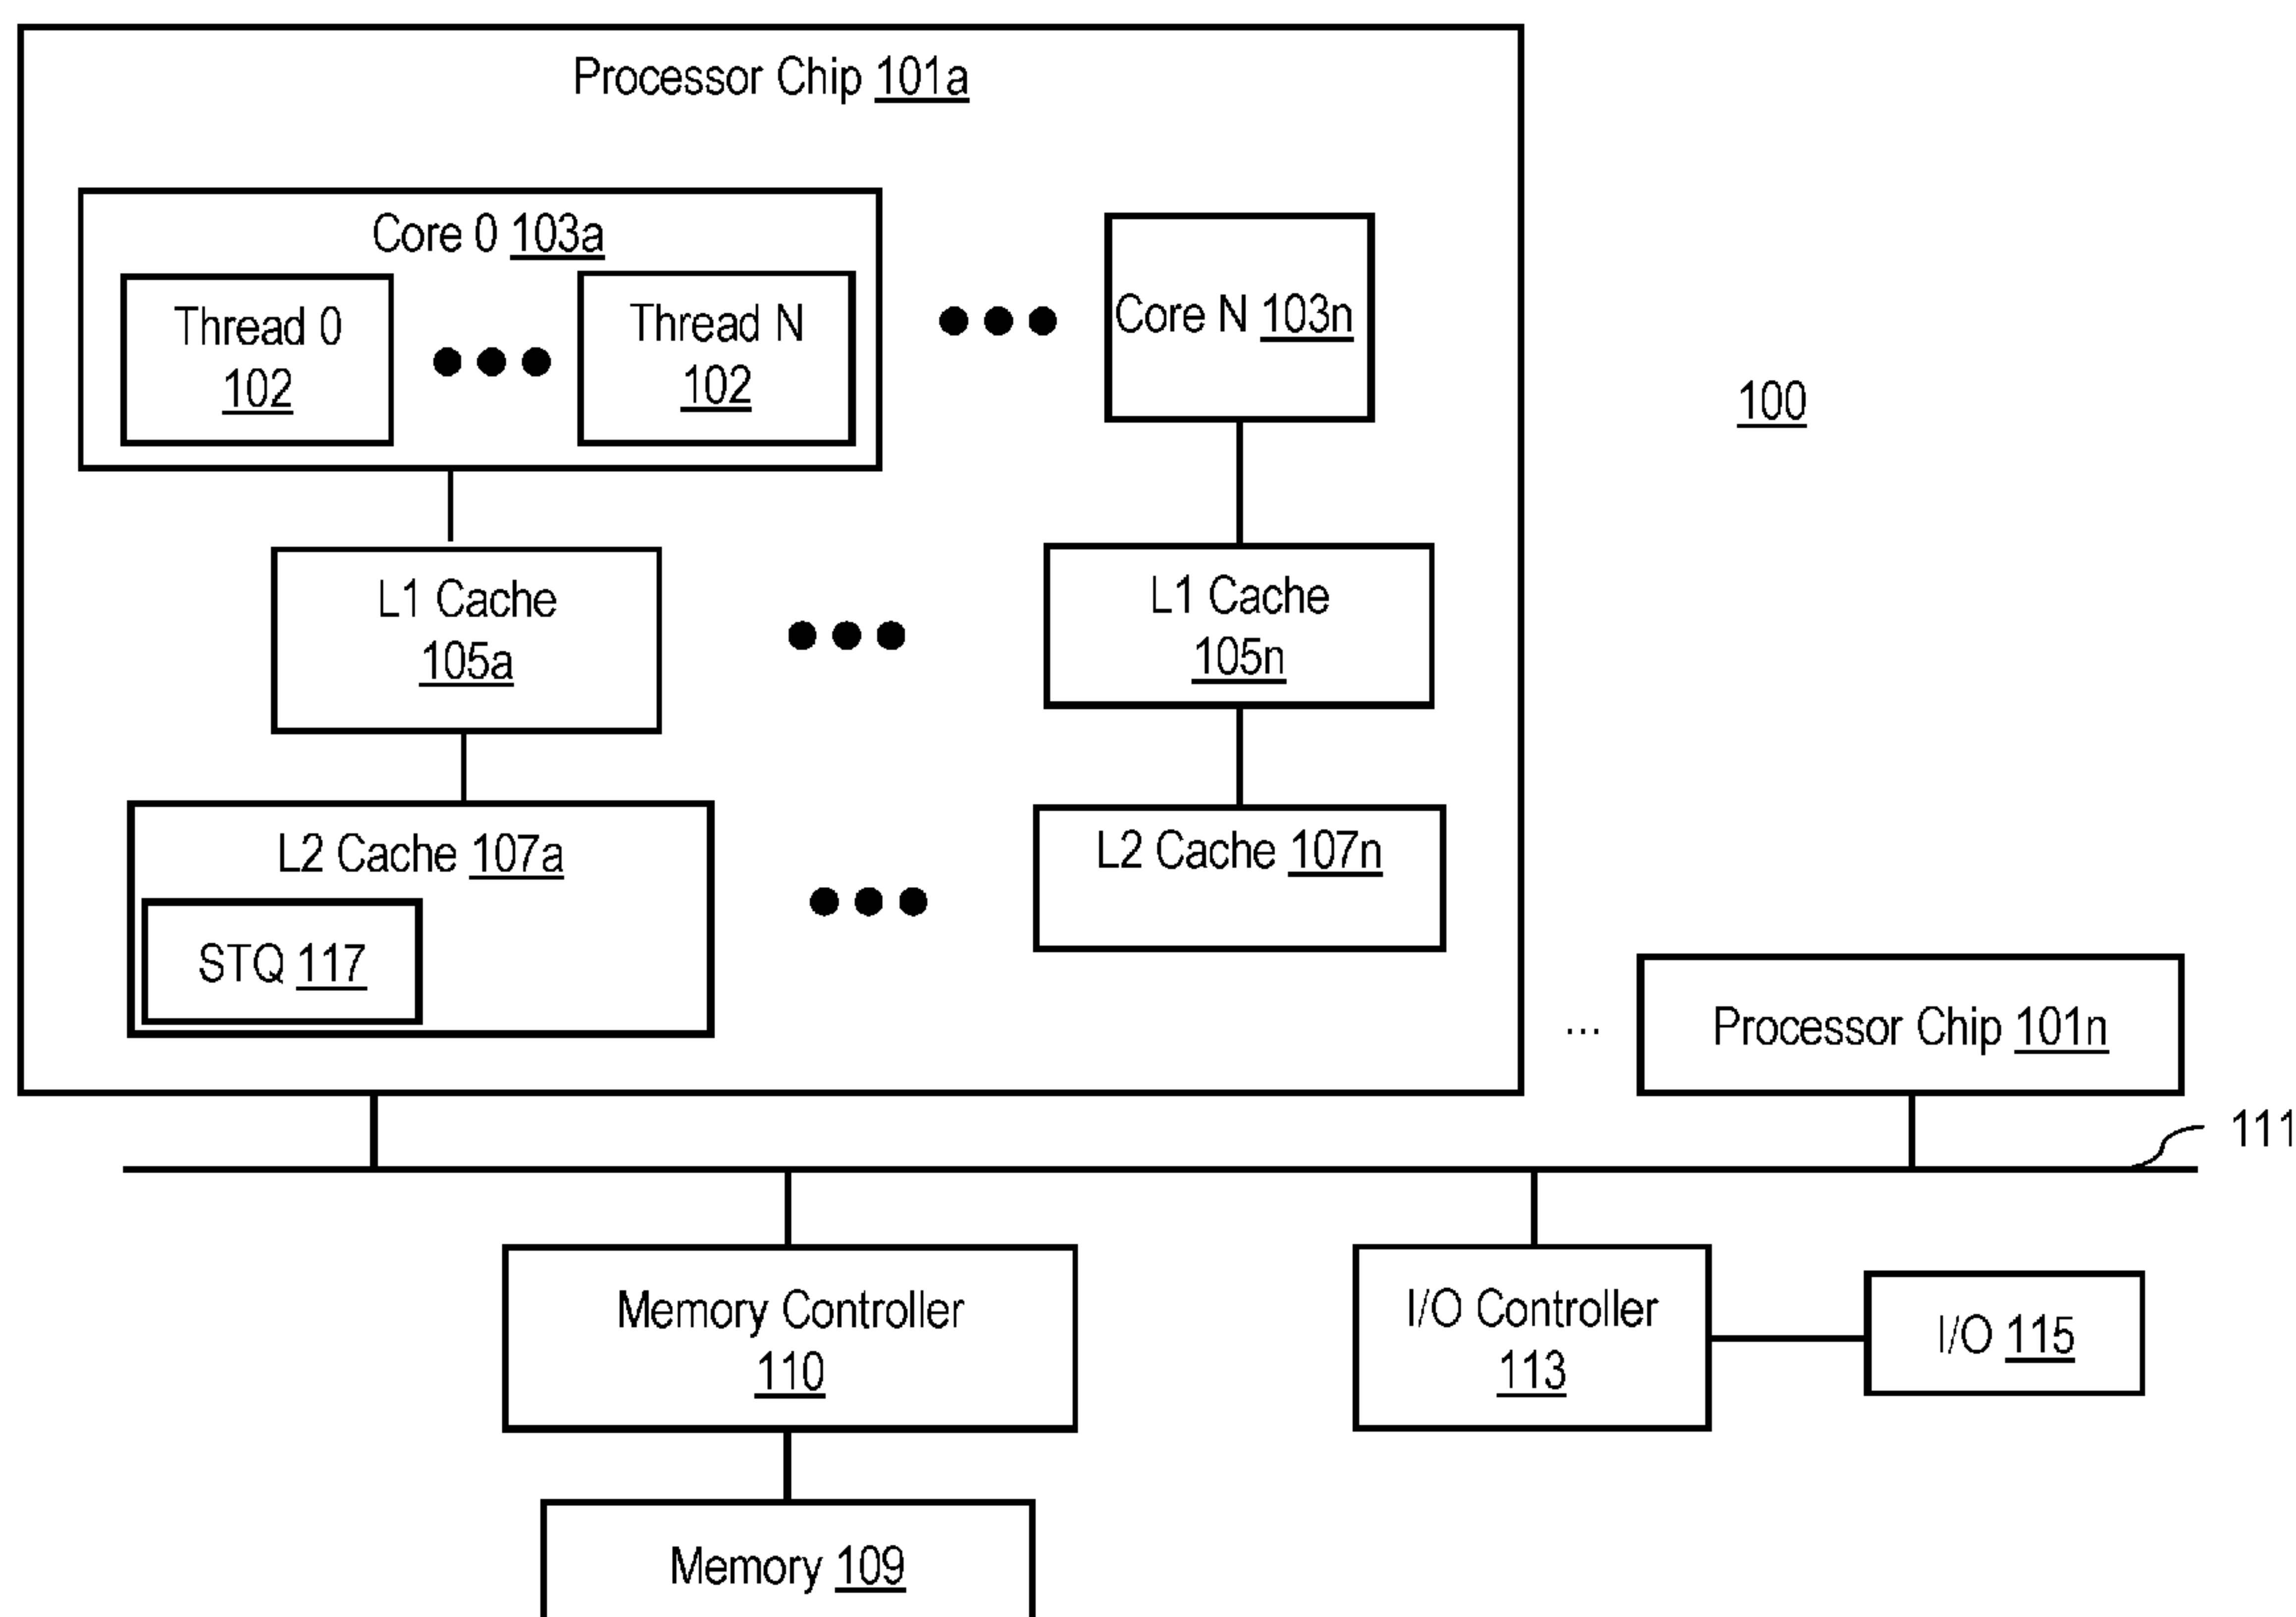 Processor Chip 101a
Core 0 103a
Thread 0
102
Thread N
102
Core N 103n
100
L1 Cache
105a
L1 Cache
105n
L2 Cache 107a
STQ 117
L2 Cache 107n
...
Processor Chip 101n
111
Memory Controller
110
I/O Controller
113
I/O 115
Memory 109